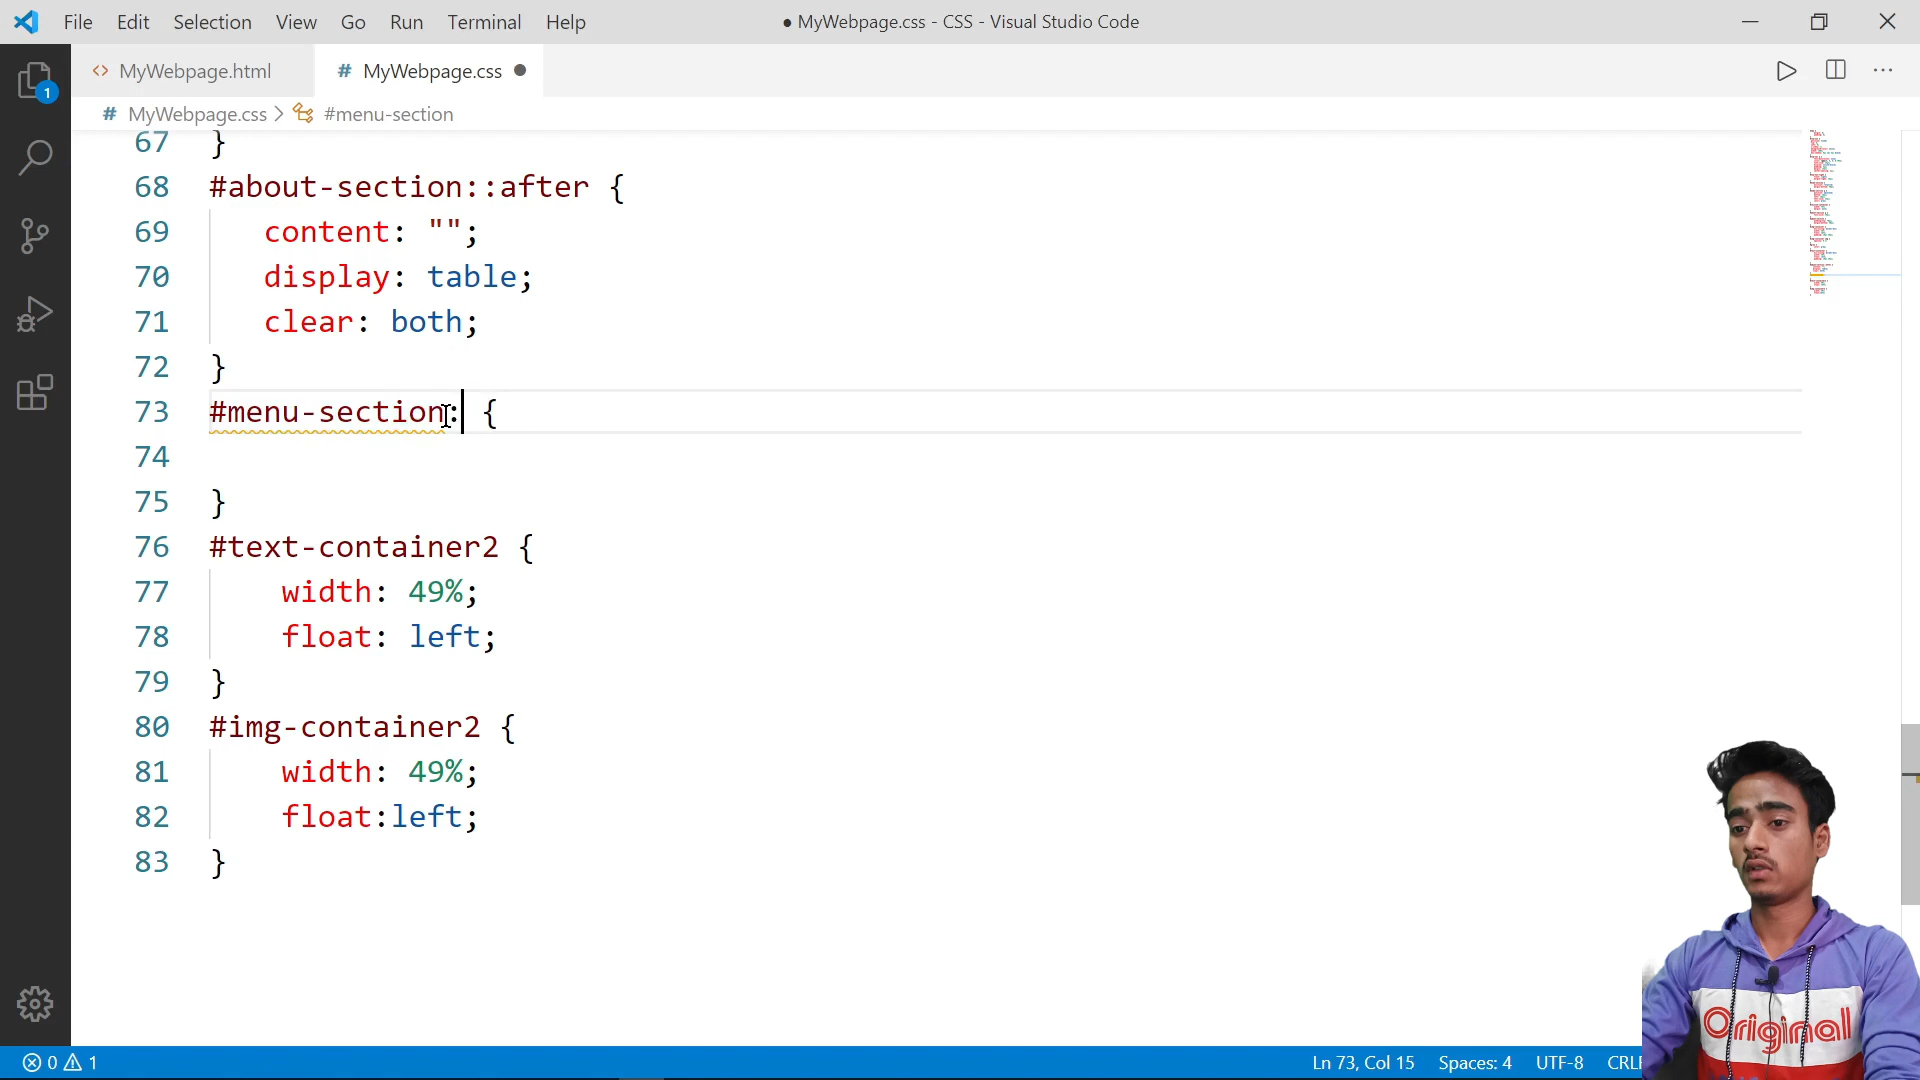 File Edit Selection View Go Run Terminal Help
● MyWebpage.css - CSS - Visual Studio Code
<> MyWebpage.html
# MyWebpage.css ●
1
# MyWebpage.css > #menu-section
67 }
68 #about-section::after {
69 content: "";
70 display: table;
71 clear: both;
72 }
73 #menu-section: {
74
75 }
76 #text-container2 {
77 width: 49%;
78 float: left;
79 }
80 #img-container2 {
81 width: 49%;
82 float:left;
83 }
Original
0 1
Ln 73, Col 15 Spaces: 4 UTF-8 CRLF